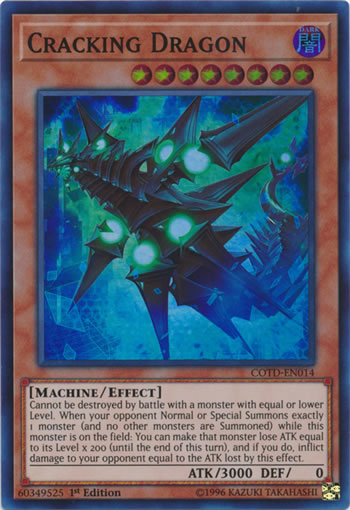 CRACKING DRAGON
DARK
闇
COTD-EN014
[MACHINE/EFFECT]
Cannot be destroyed by battle with a monster with equal or lower
Level. When your opponent Normal or Special Summons exactly
1 monster (and no other monsters are Summoned) while this
monster is on the field: You can make that monster lose ATK equal
to its Level x 200 (until the end of this turn), and if you do, inflict
damage to your opponent equal to the ATK lost by this effect.
ATK/3000 DEF/ 0
60349525 1st Edition ©1996 KAZUKI TAKAHASHI